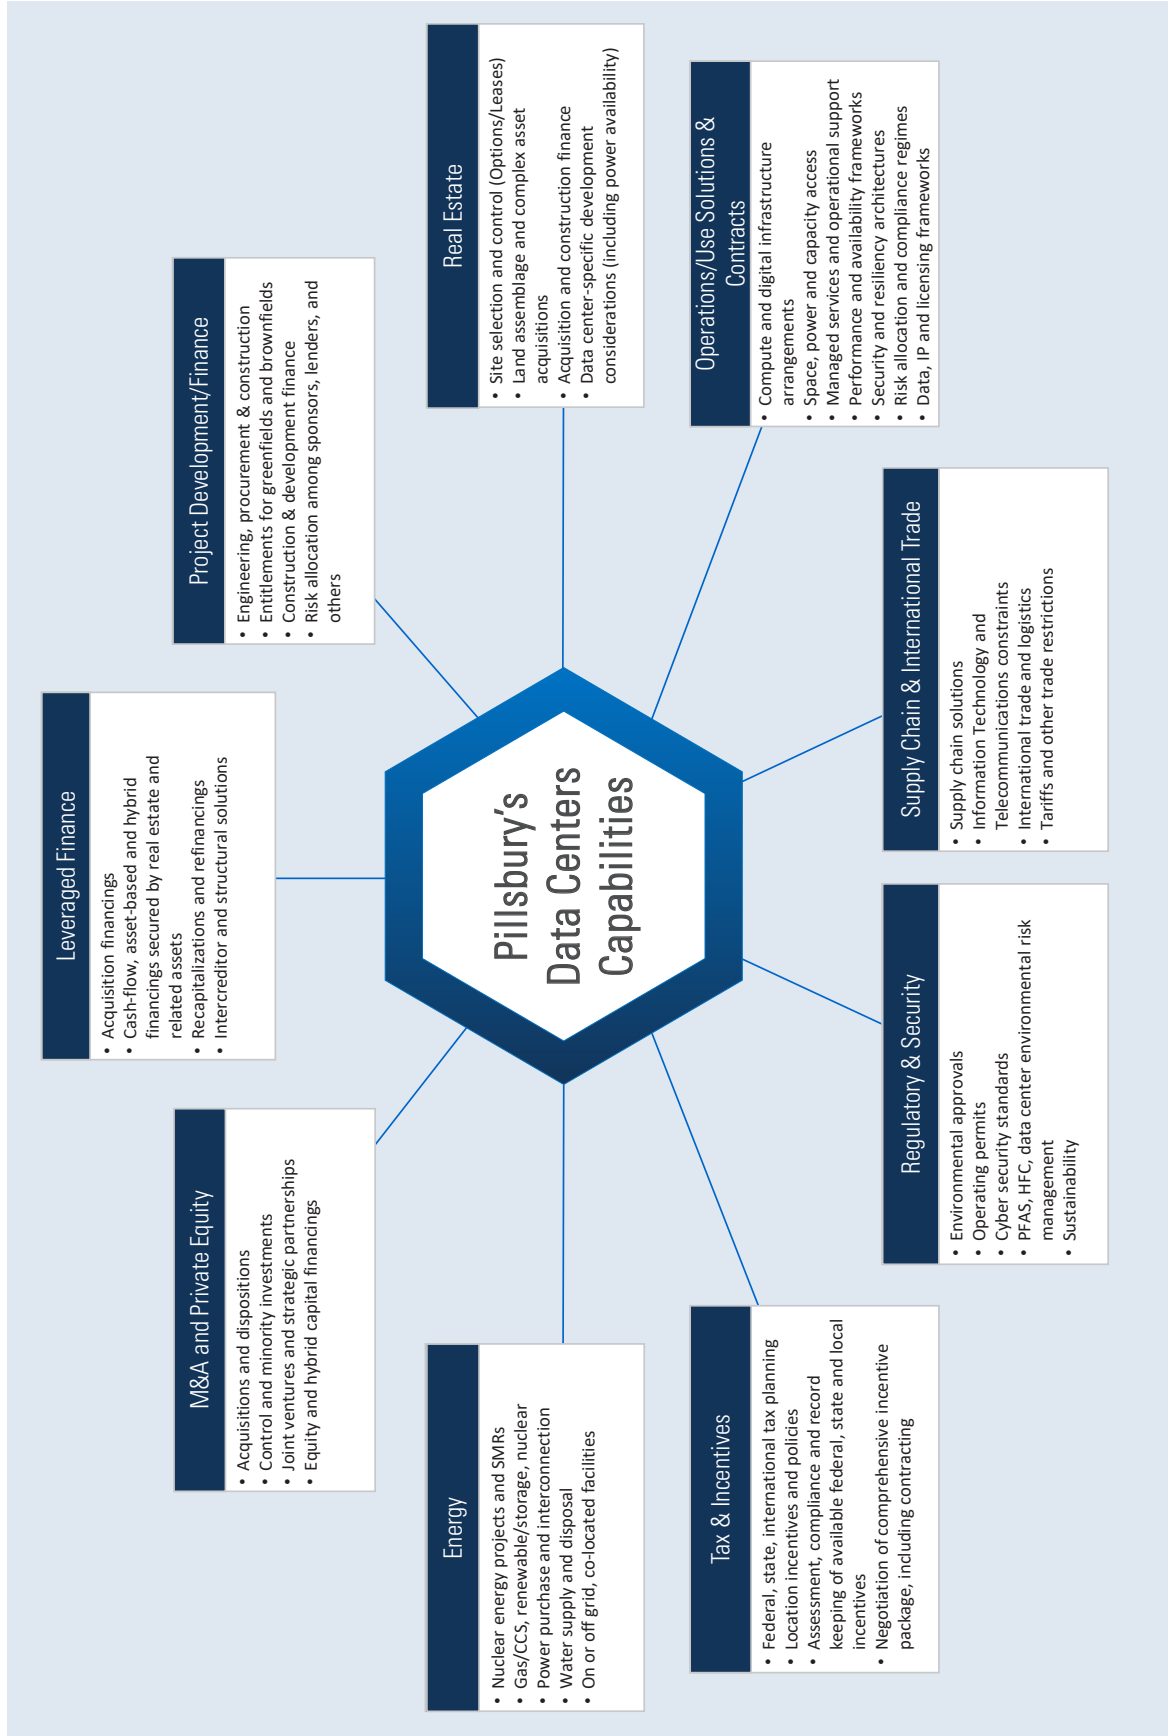 Pillsbury's
Data Centers
Capabilities
Leveraged Finance
• Acquisition financings
• Cash-flow, asset-based and hybrid
financings secured by real estate and
related assets
• Recapitalizations and refinancings
• Intercreditor and structural solutions
M&A and Private Equity
• Acquisitions and dispositions
• Control and minority investments
• Joint ventures and strategic partnerships
• Equity and hybrid capital financings
Project Development/Finance
• Engineering, procurement & construction
• Entitlements for greenfields and brownfields
• Construction & development finance
• Risk allocation among sponsors, lenders, and
others
Energy
• Nuclear energy projects and SMRs
• Gas/CCS, renewable/storage, nuclear
• Power purchase and interconnection
• Water supply and disposal
• On or off grid, co-located facilities
Real Estate
• Site selection and control (Options/Leases)
• Land assemblage and complex asset
acquisitions
• Acquisition and construction finance
• Data center-specific development
considerations (including power availability)
Tax & Incentives
• Federal, state, international tax planning
• Location incentives and policies
• Assessment, compliance and record
keeping of available federal, state and local
incentives
• Negotiation of comprehensive incentive
package, including contracting
Operations/Use Solutions &
Contracts
• Compute and digital infrastructure
arrangements
• Space, power and capacity access
• Managed services and operational support
• Performance and availability frameworks
• Security and resiliency architectures
• Risk allocation and compliance regimes
• Data, IP and licensing frameworks
Regulatory & Security
• Environmental approvals
• Operating permits
• Cyber security standards
• PFAS, HFC, data center environmental risk
management
• Sustainability
Supply Chain & International Trade
• Supply chain solutions
• Information Technology and
Telecommunications constraints
• International trade and logistics
• Tariffs and other trade restrictions